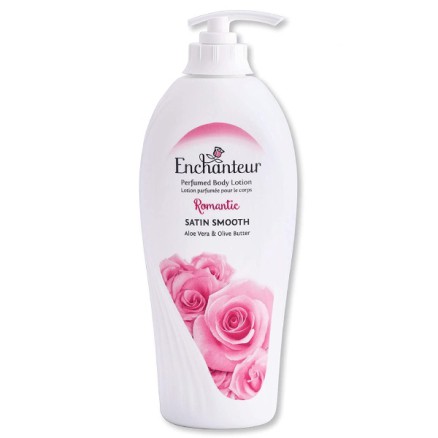 Enchanteur
Perfumed Body Lotion
Lotion parfumée pour le corps
Romantic
SATIN SMOOTH
Aloe Vera & Olive Butter